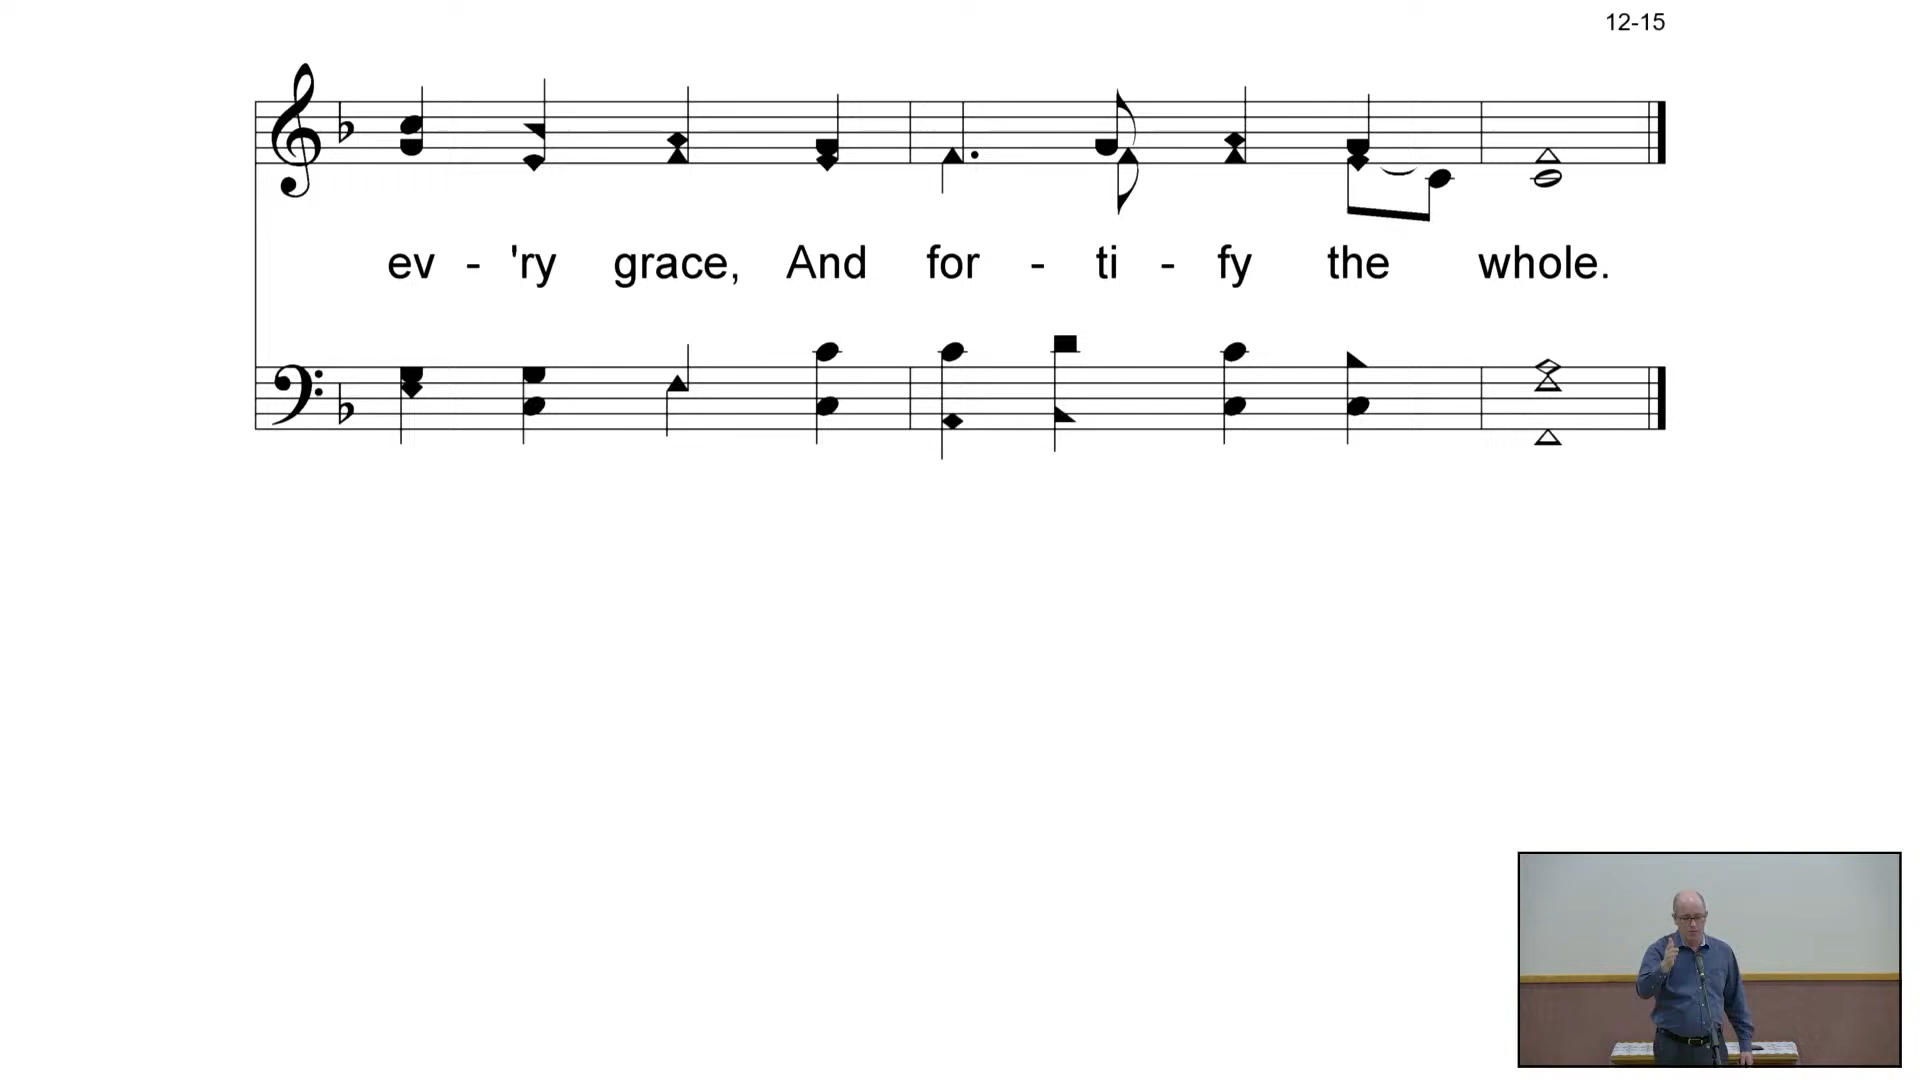 12-15
ev - 'ry grace, And for - ti - fy the whole.